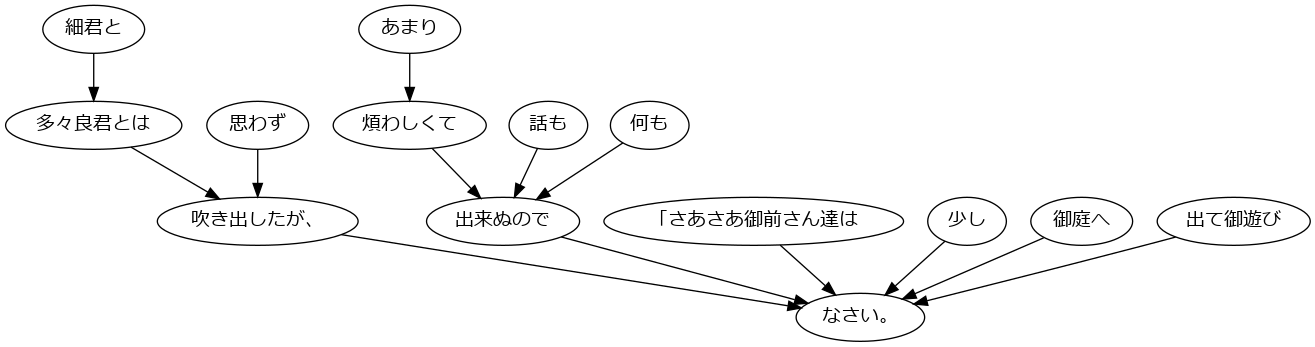 細君と
あまり
多々良君とは
思わず
煩わしくて
話も
何も
吹き出したが、
出来ぬので
「さあさあ御前さん達は
少し
御庭へ
出て御遊び
なさい。